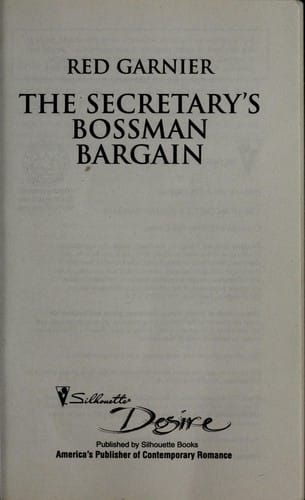 RED GARNIER
THE SECRETARY'S
BOSSMAN
BARGAIN
Silhouette®
Desire
Published by Silhouette Books
America's Publisher of Contemporary Romance